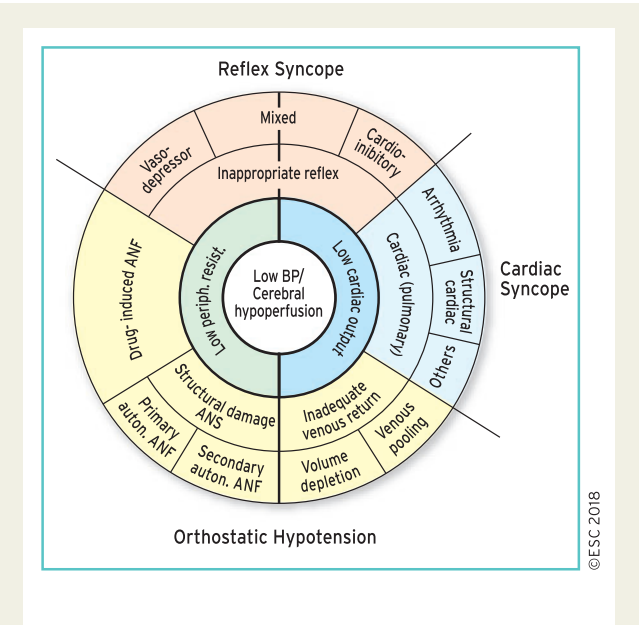 Reflex Syncope
Mixed
Vaso-
depressor
Cardio-
inibitory
Inappropriate reflex
Arrhythmia
Cardiac (pulmonary)
Structural
cardiac
Others
Cardiac
Syncope
Drug- induced ANF
Low periph. resist.
Low BP/
Cerebral
hypoperfusion
Low cardiac output
Structural damage
ANS
Inadequate
venous return
Primary
auton. ANF
Secondary
auton. ANF
Volume
depletion
Venous
pooling
Orthostatic Hypotension
©ESC 2018